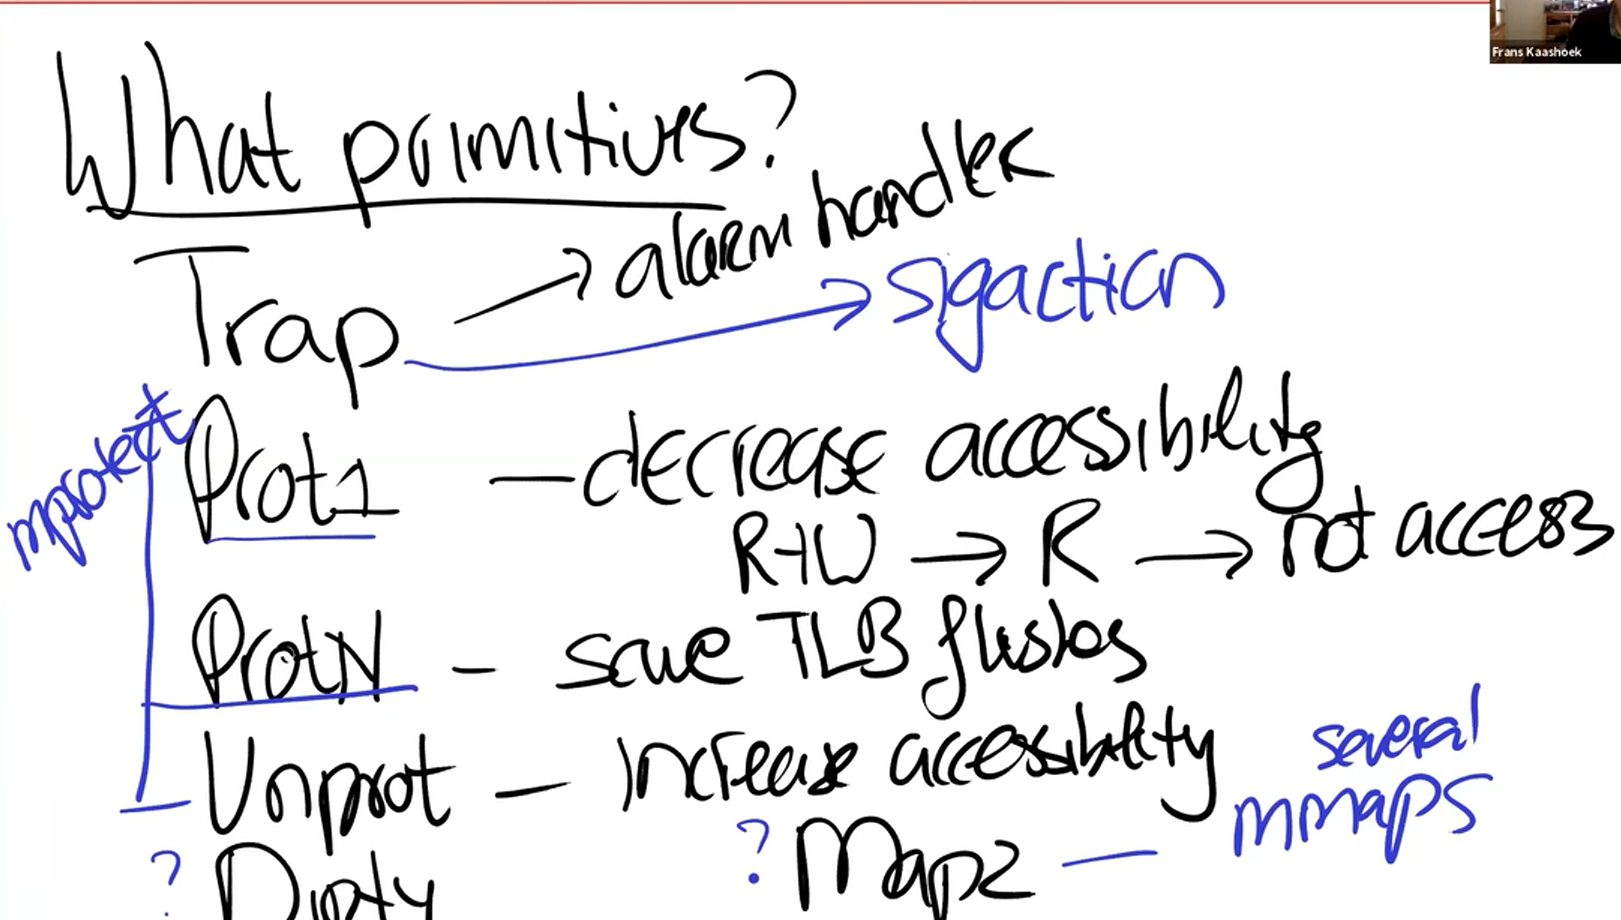 Frans Kaashoek
What primitives?
Trap → alarm handler
→ sigaction
mprotect
Prot1 — decrease accessibility
R+W → R → not access
ProtN – save TLB flushes
Unprot – increase accessibility
several
mmaps
? Dirty
? Map2 —